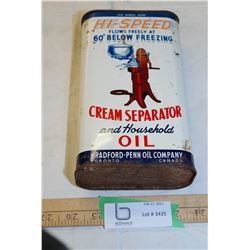 HI-SPEED
FLOWS FREELY AT
60° BELOW FREEZING
CREAM SEPARATOR
and Household
OIL
BRADFORD-PENN OIL COMPANY
TORONTO CANADA
Lot # 3435